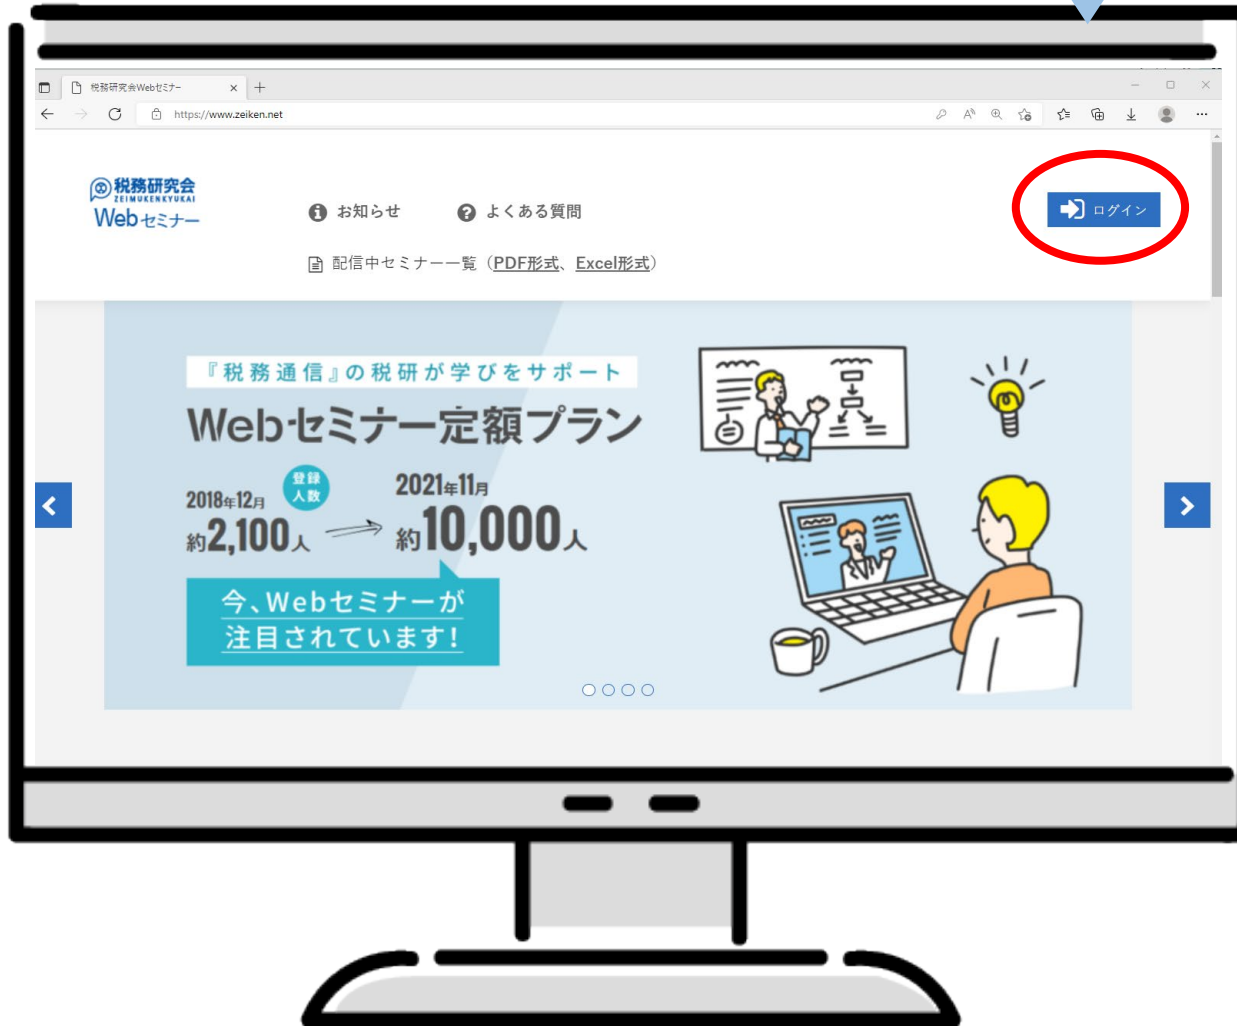 税務研究会Webセミナー
https://www.zeiken.net
税務研究会
ZEIMUKENKYUKAI
Webセミナー
お知らせ
よくある質問
ログイン
配信中セミナー一覧（PDF形式、Excel形式）
『税務通信』の税研が学びをサポート
Webセミナー定額プラン
登録
人数
2018年12月
約2,100人
2021年11月
約10,000人
今、Webセミナーが
注目されています！